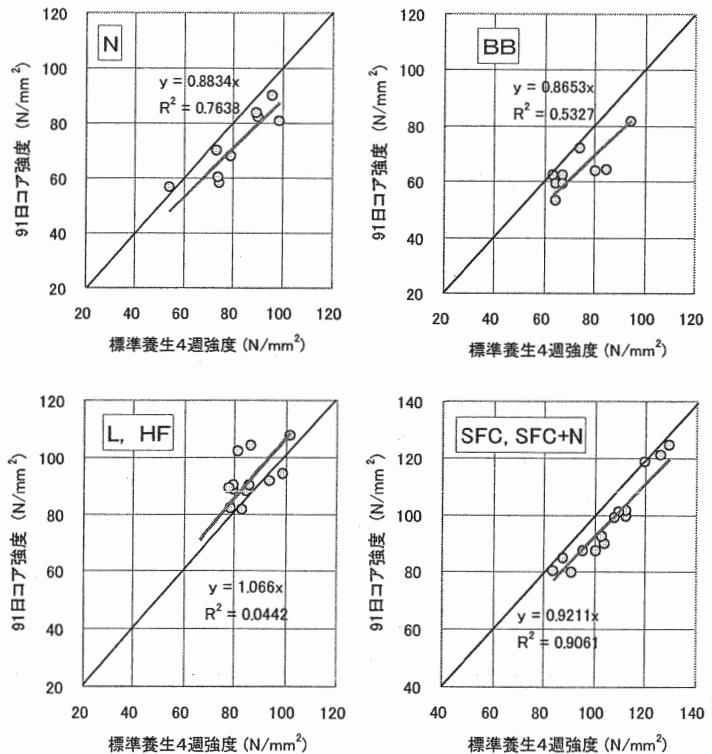 120
100
80
60
40
20
20 40 60 80 100 120
N
y = 0.8834x
R² = 0.7638
91日コア強度 (N/mm²)
標準養生4週強度 (N/mm²)
120
100
80
60
40
20
20 40 60 80 100 120
BB
y = 0.8653x
R² = 0.5327
91日コア強度 (N/mm²)
標準養生4週強度 (N/mm²)
120
100
80
60
40
20
20 40 60 80 100 120
L, HF
y = 1.066x
R² = 0.0442
91日コア強度 (N/mm²)
標準養生4週強度 (N/mm²)
140
120
100
80
60
40
40 60 80 100 120 140
SFC, SFC+N
y = 0.9211x
R² = 0.9061
91日コア強度 (N/mm²)
標準養生4週強度 (N/mm²)